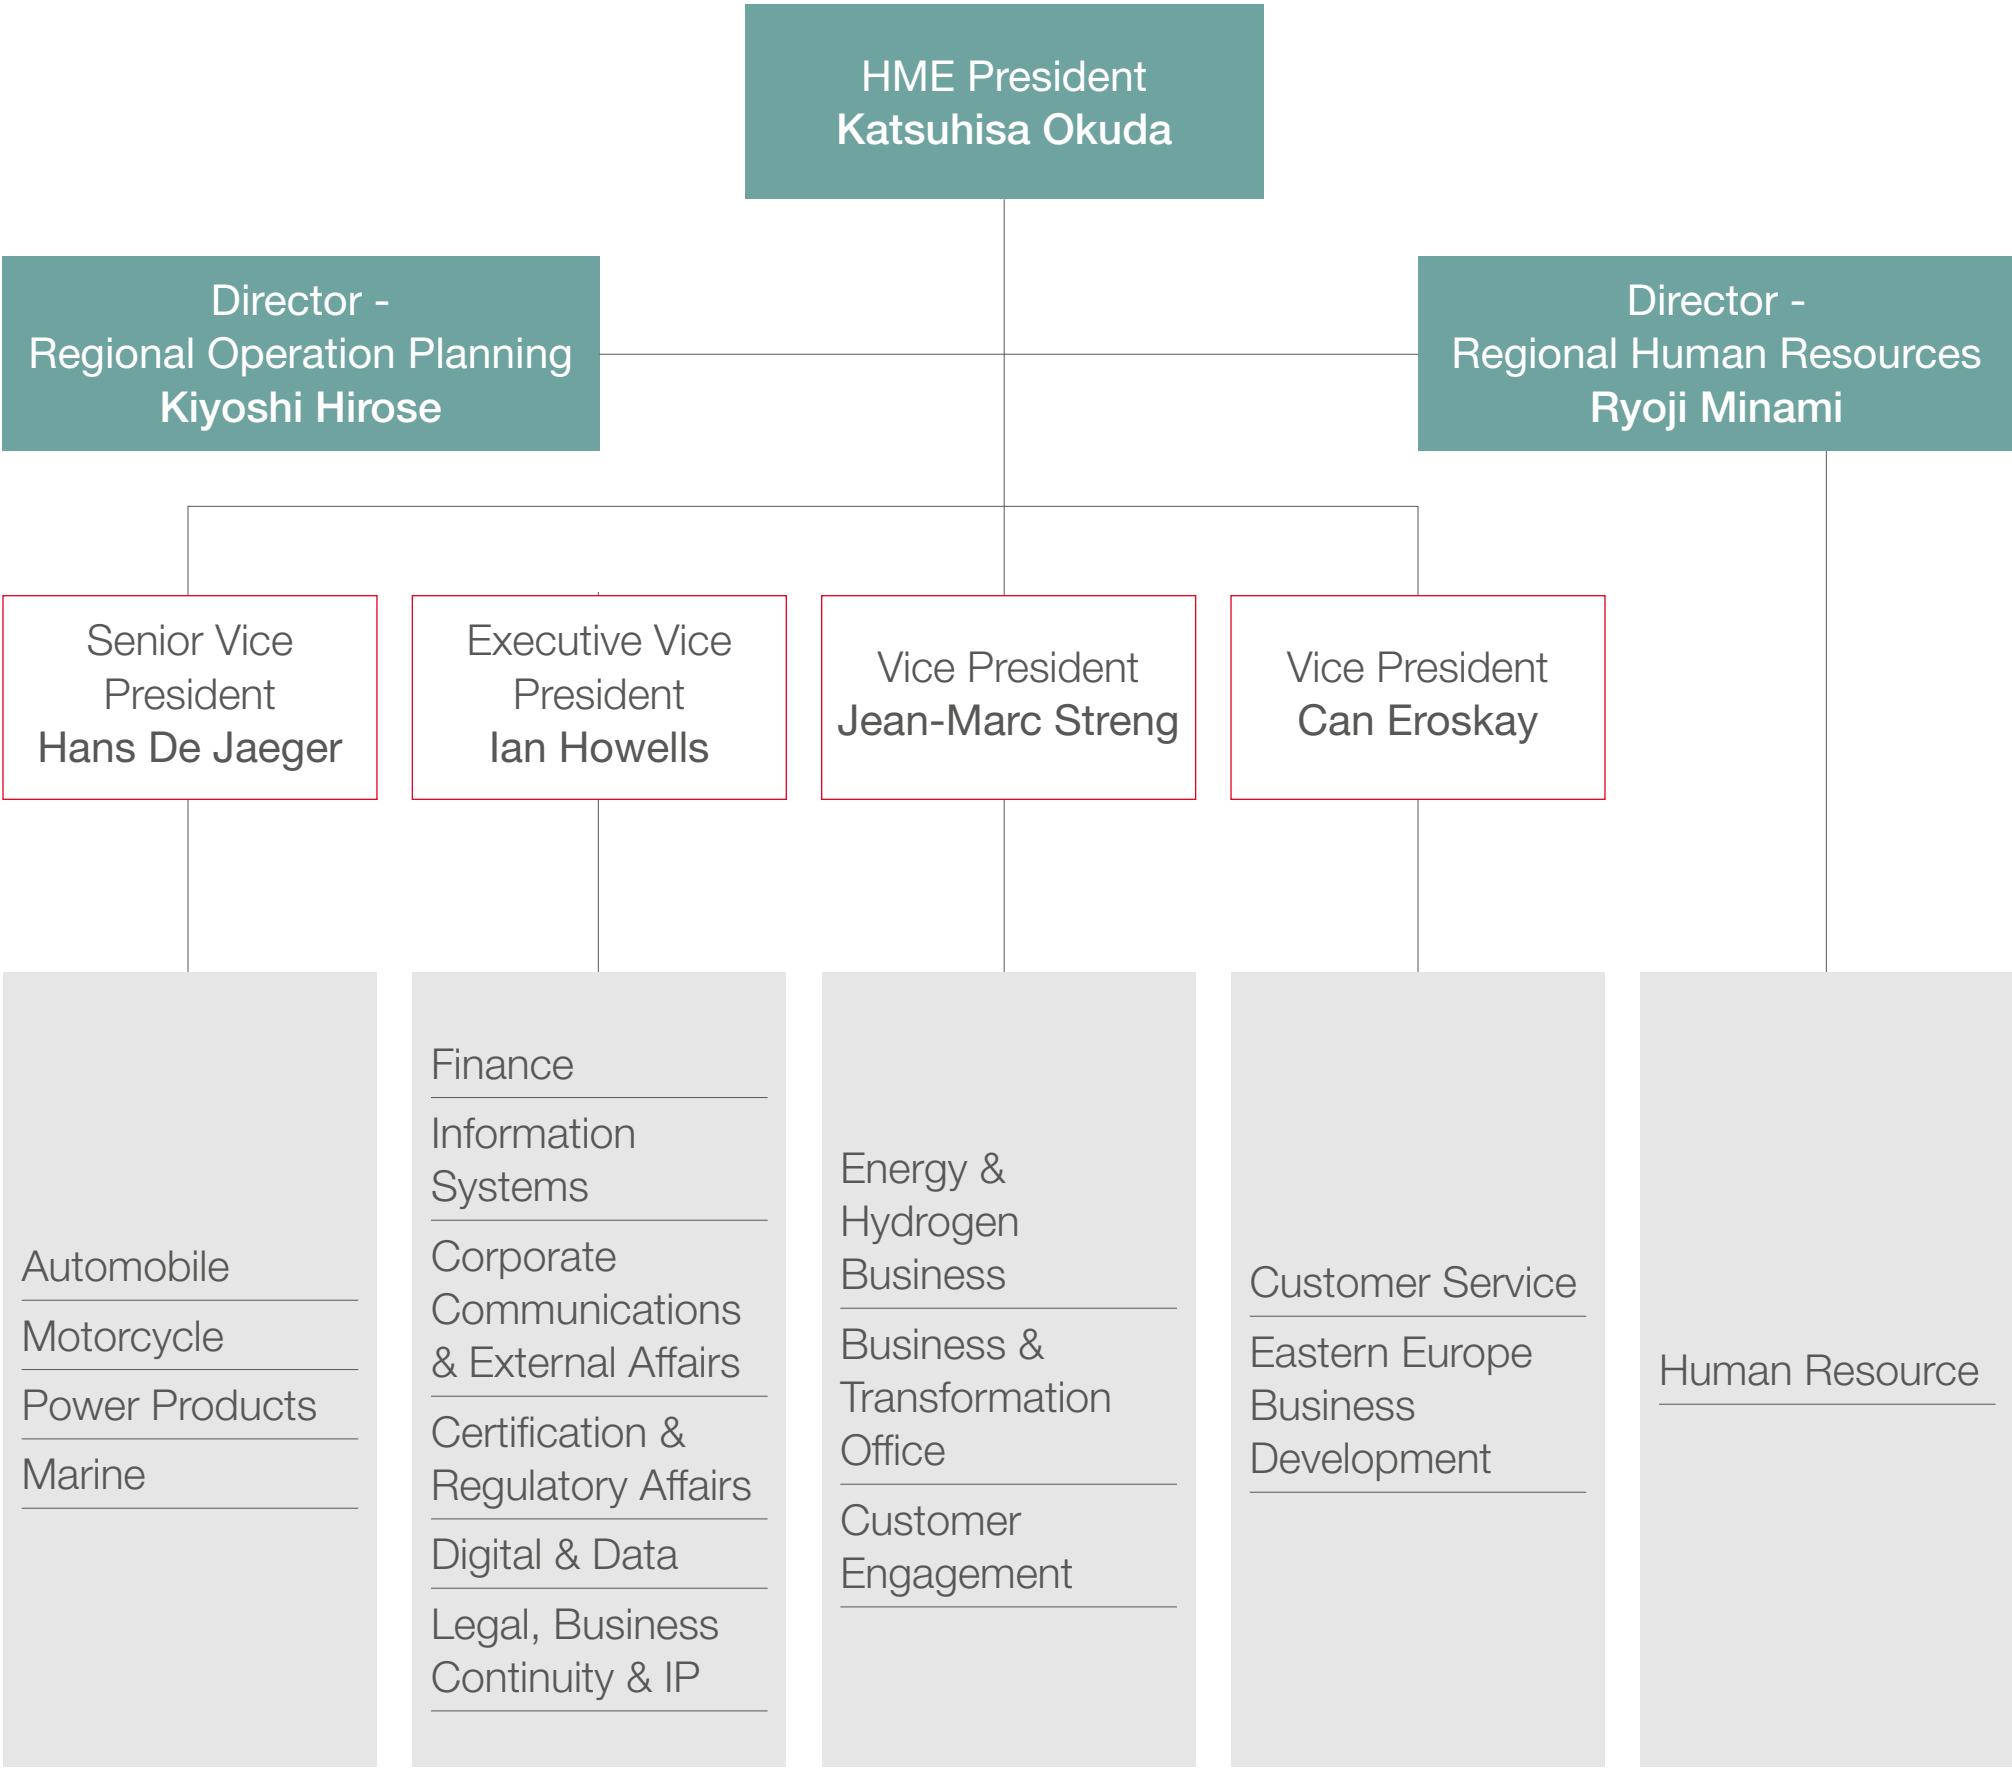 HME President
Katsuhisa Okuda
Director -
Regional Operation Planning
Kiyoshi Hirose
Director -
Regional Human Resources
Ryoji Minami
Senior Vice
President
Hans De Jaeger
Executive Vice
President
Ian Howells
Vice President
Jean-Marc Streng
Vice President
Can Eroskay
Automobile
Motorcycle
Power Products
Marine
Finance
Information
Systems
Corporate
Communications
& External Affairs
Certification &
Regulatory Affairs
Digital & Data
Legal, Business
Continuity & IP
Energy &
Hydrogen
Business
Business &
Transformation
Office
Customer
Engagement
Customer Service
Eastern Europe
Business
Development
Human Resource